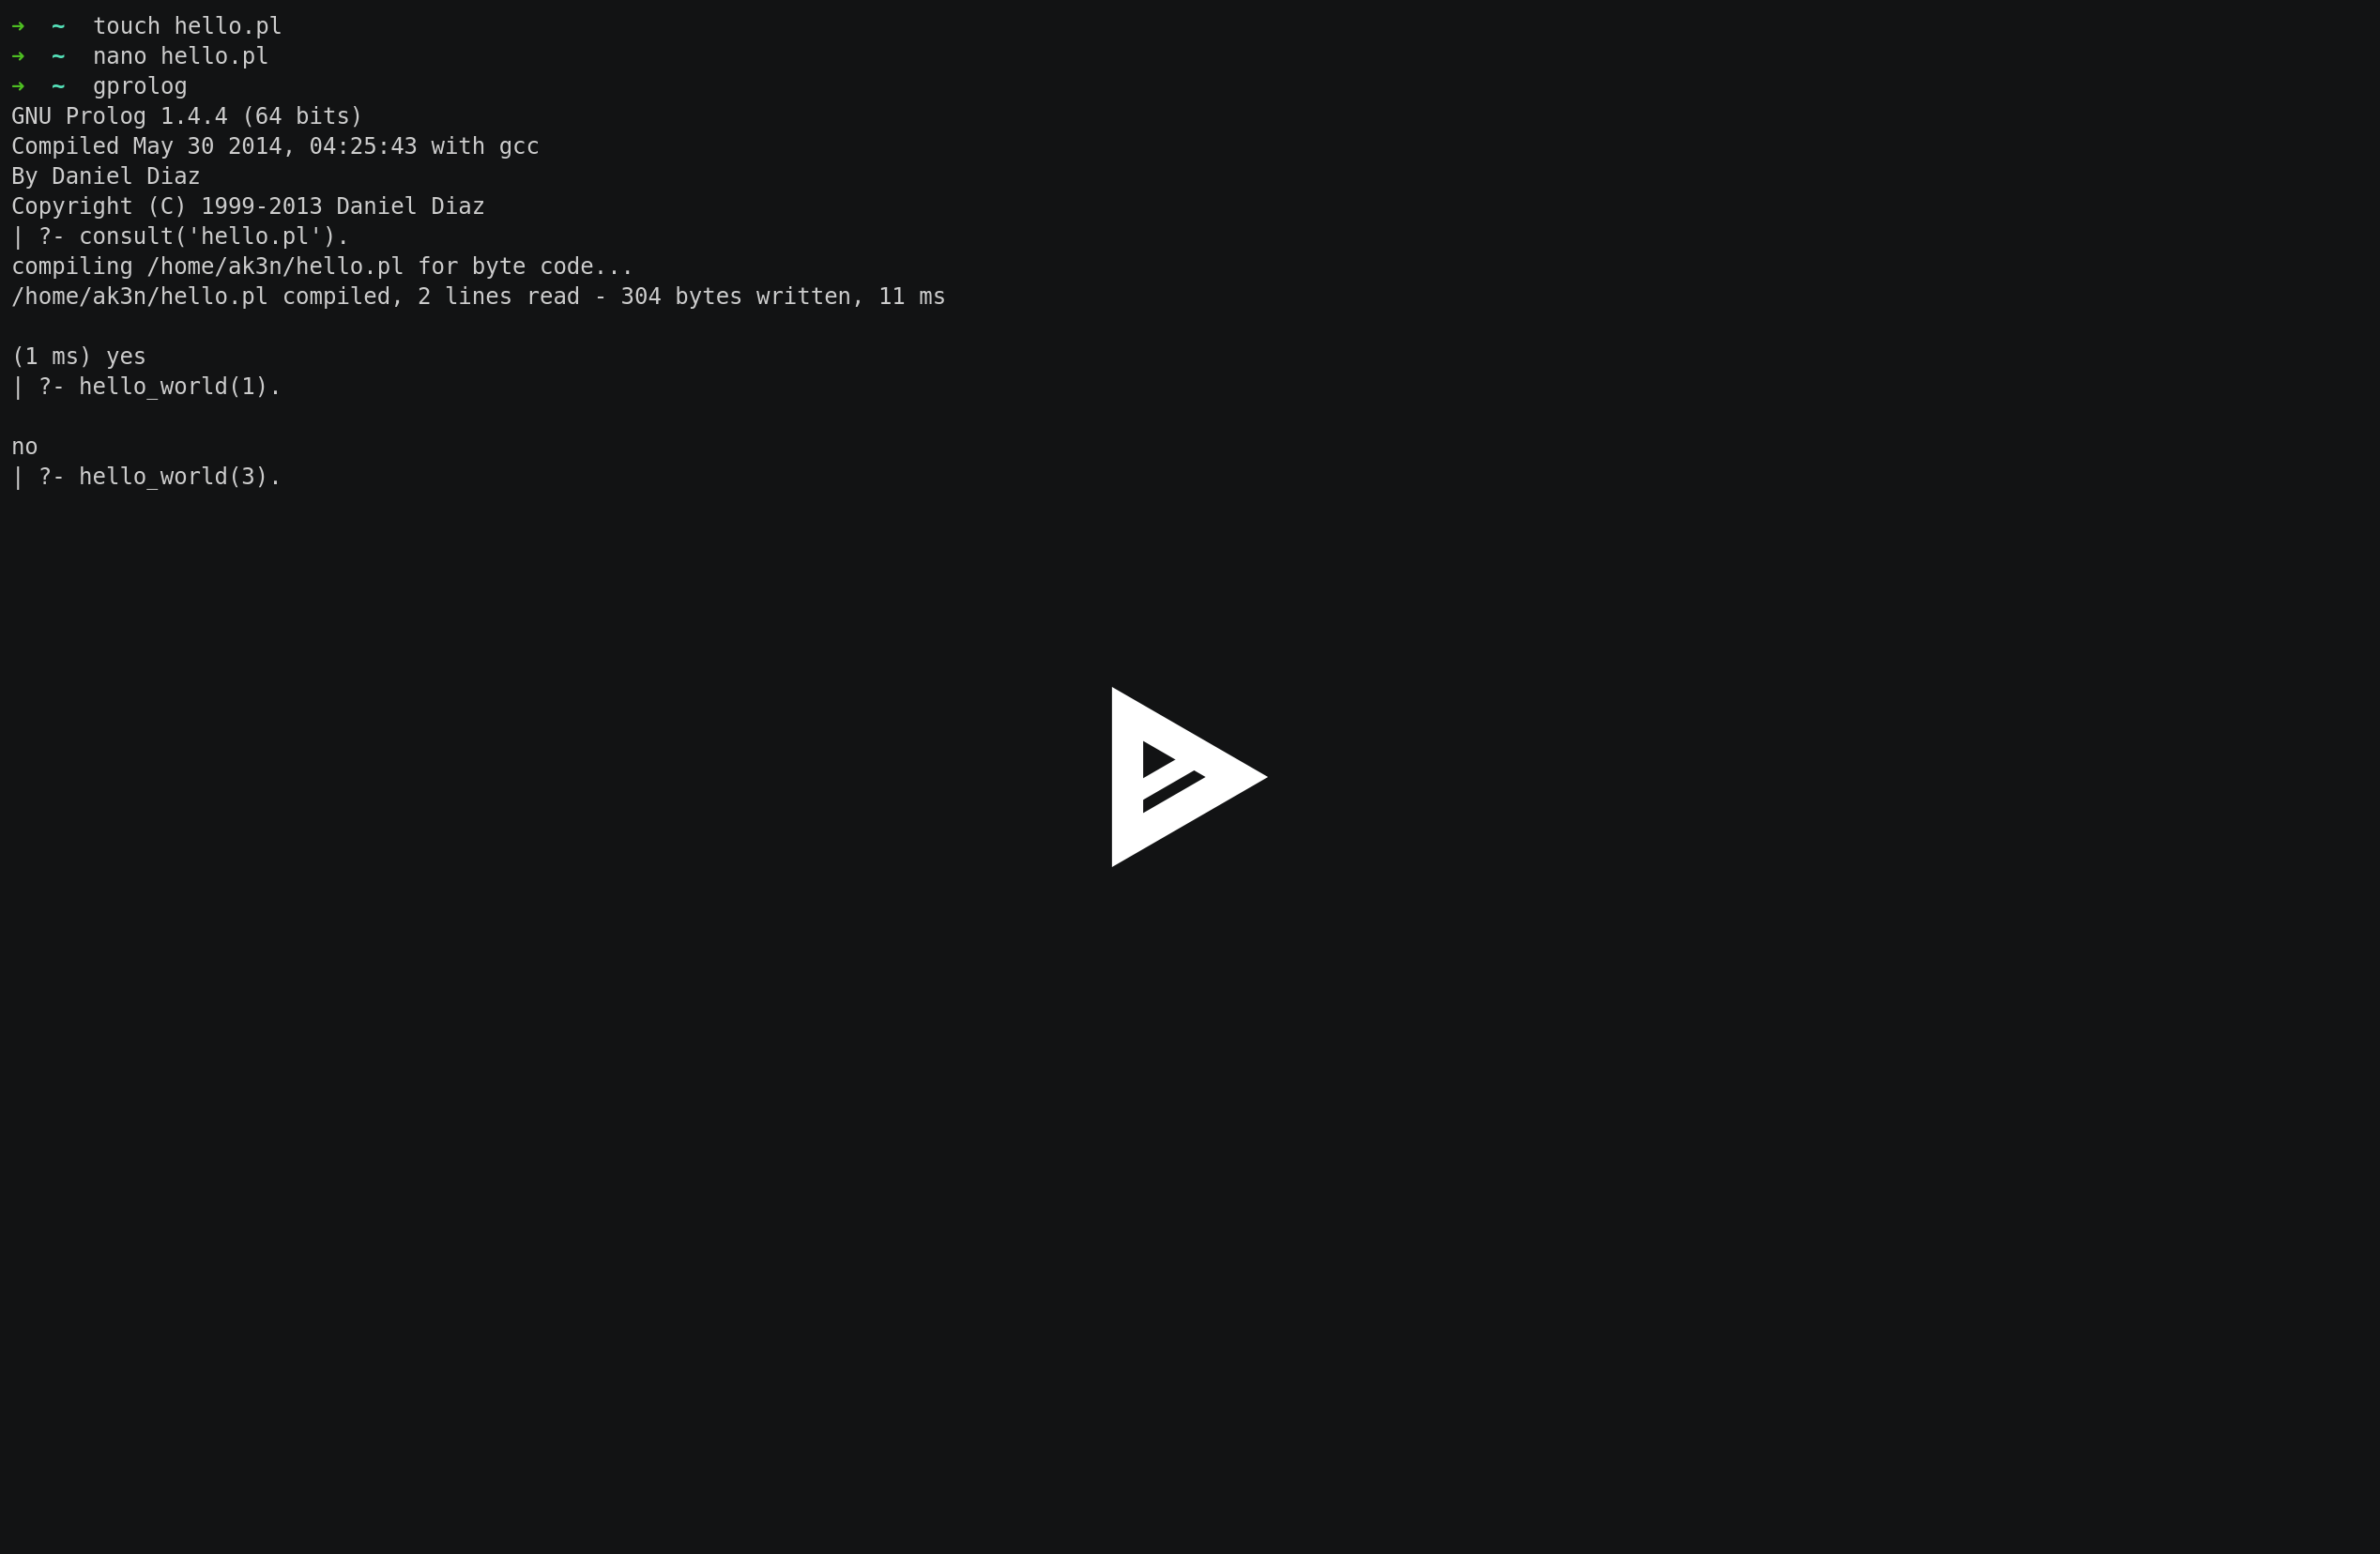 ➜  ~  touch hello.pl
➜  ~  nano hello.pl
➜  ~  gprolog
GNU Prolog 1.4.4 (64 bits)
Compiled May 30 2014, 04:25:43 with gcc
By Daniel Diaz
Copyright (C) 1999-2013 Daniel Diaz
| ?- consult('hello.pl').
compiling /home/ak3n/hello.pl for byte code...
/home/ak3n/hello.pl compiled, 2 lines read - 304 bytes written, 11 ms
(1 ms) yes
| ?- hello_world(1).
no
| ?- hello_world(3).